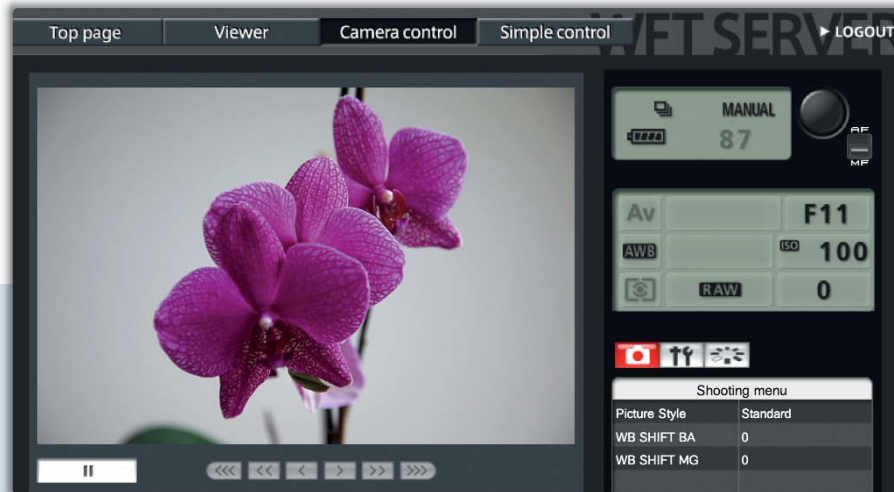 Top page Viewer Camera control Simple control
WFT SERVER
LOGOUT
MANUAL
87
AF
MF
Av F11
AWB ISO 100
RAW 0
Shooting menu
Picture Style Standard
WB SHIFT BA 0
WB SHIFT MG 0